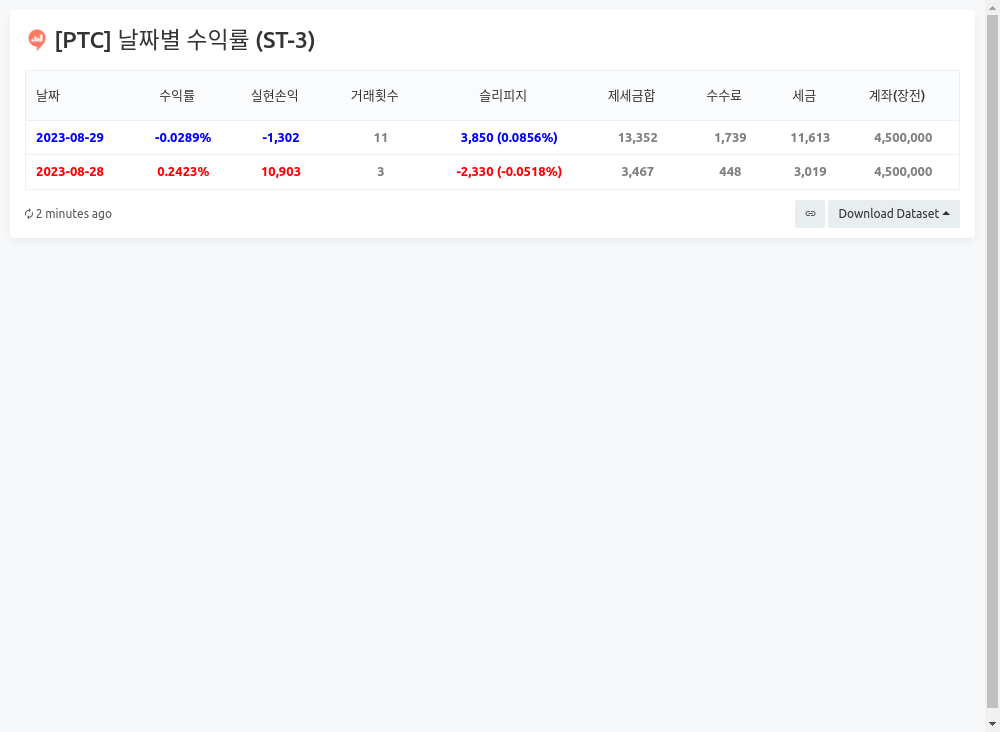 [PTC] 날짜별 수익률 (ST-3)
날짜 수익률 실현손익 거래횟수 슬리피지 제세금합 수수료 세금 계좌(장전)
2023-08-29 -0.0289% -1,302 11 3,850 (0.0856%) 13,352 1,739 11,613 4,500,000
2023-08-28 0.2423% 10,903 3 -2,330 (-0.0518%) 3,467 448 3,019 4,500,000
2 minutes ago Download Dataset